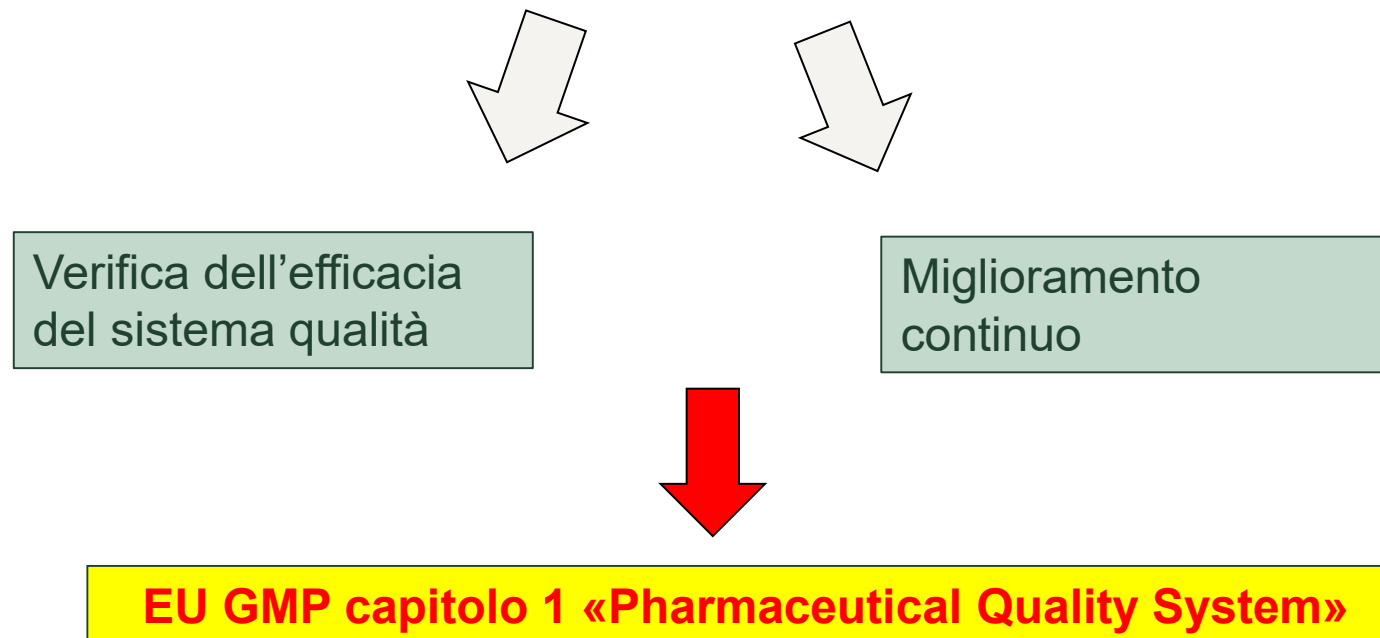 Verifica dell’efficacia
del sistema qualità
Miglioramento
continuo
EU GMP capitolo 1 «Pharmaceutical Quality System»